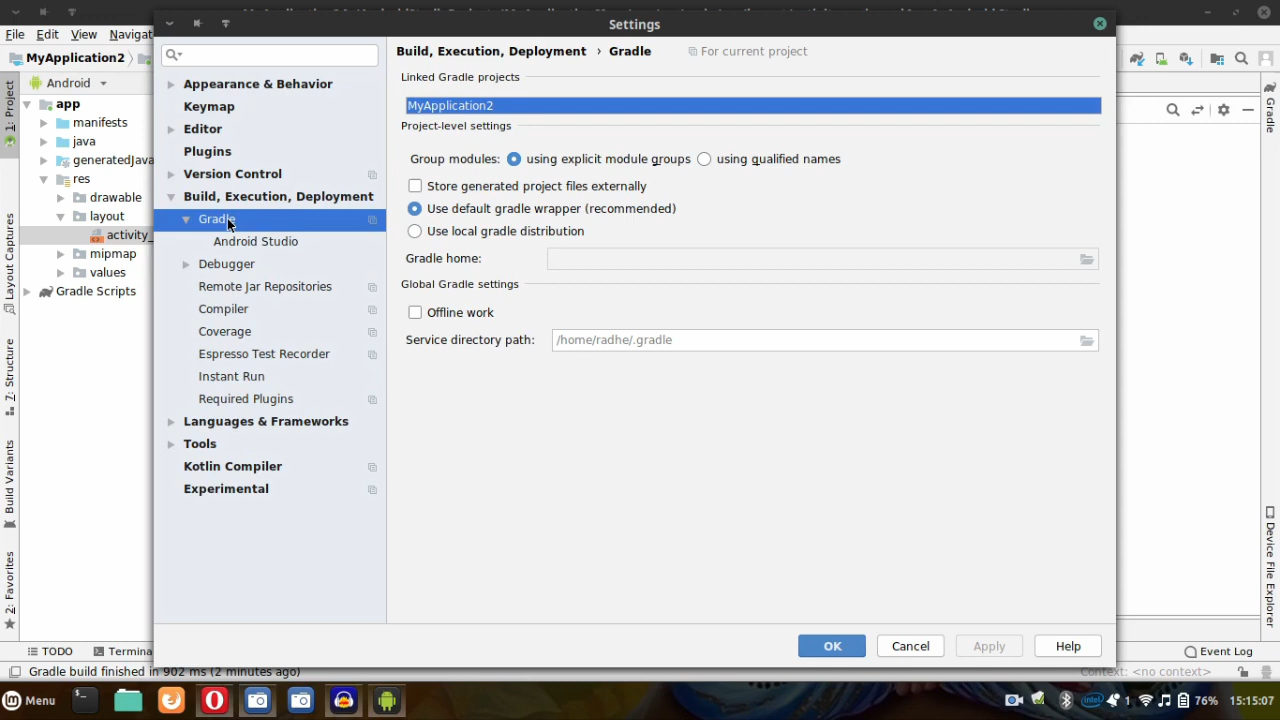 Settings
File Edit View Navigat
MyApplication2
Android
1: Project
Layout Captures
7: Structure
Build Variants
2: Favorites
app
manifests
java
generatedJava
res
drawable
layout
activity_
mipmap
values
Gradle Scripts
Appearance & Behavior
Keymap
Editor
Plugins
Version Control
Build, Execution, Deployment
Gradle
Android Studio
Debugger
Remote Jar Repositories
Compiler
Coverage
Espresso Test Recorder
Instant Run
Required Plugins
Languages & Frameworks
Tools
Kotlin Compiler
Experimental
Build, Execution, Deployment › Gradle For current project
Linked Gradle projects
MyApplication2
Project-level settings
Group modules: using explicit module groups using qualified names
Store generated project files externally
Use default gradle wrapper (recommended)
Use local gradle distribution
Gradle home:
Global Gradle settings
Offline work
Service directory path: /home/radhe/.gradle
OK Cancel Apply Help
Gradle
Device File Explorer
TODO Termina Event Log
Gradle build finished in 902 ms (2 minutes ago) Context: <no context>
Menu 1 76% 15:15:07